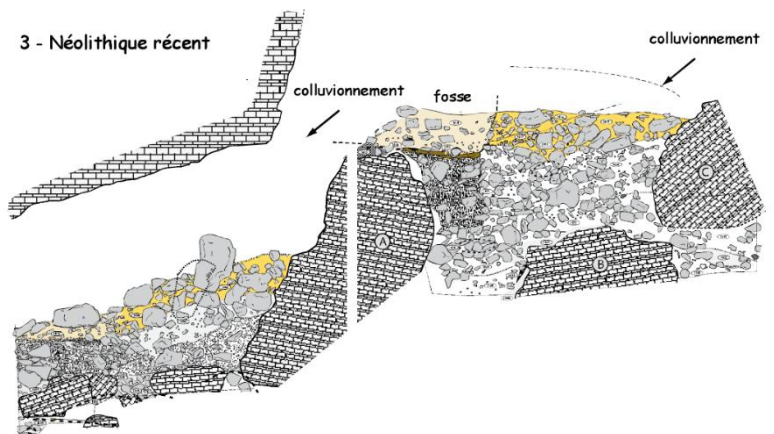 3 - Néolithique récent
colluvionnement
fosse
colluvionnement
A
B
C